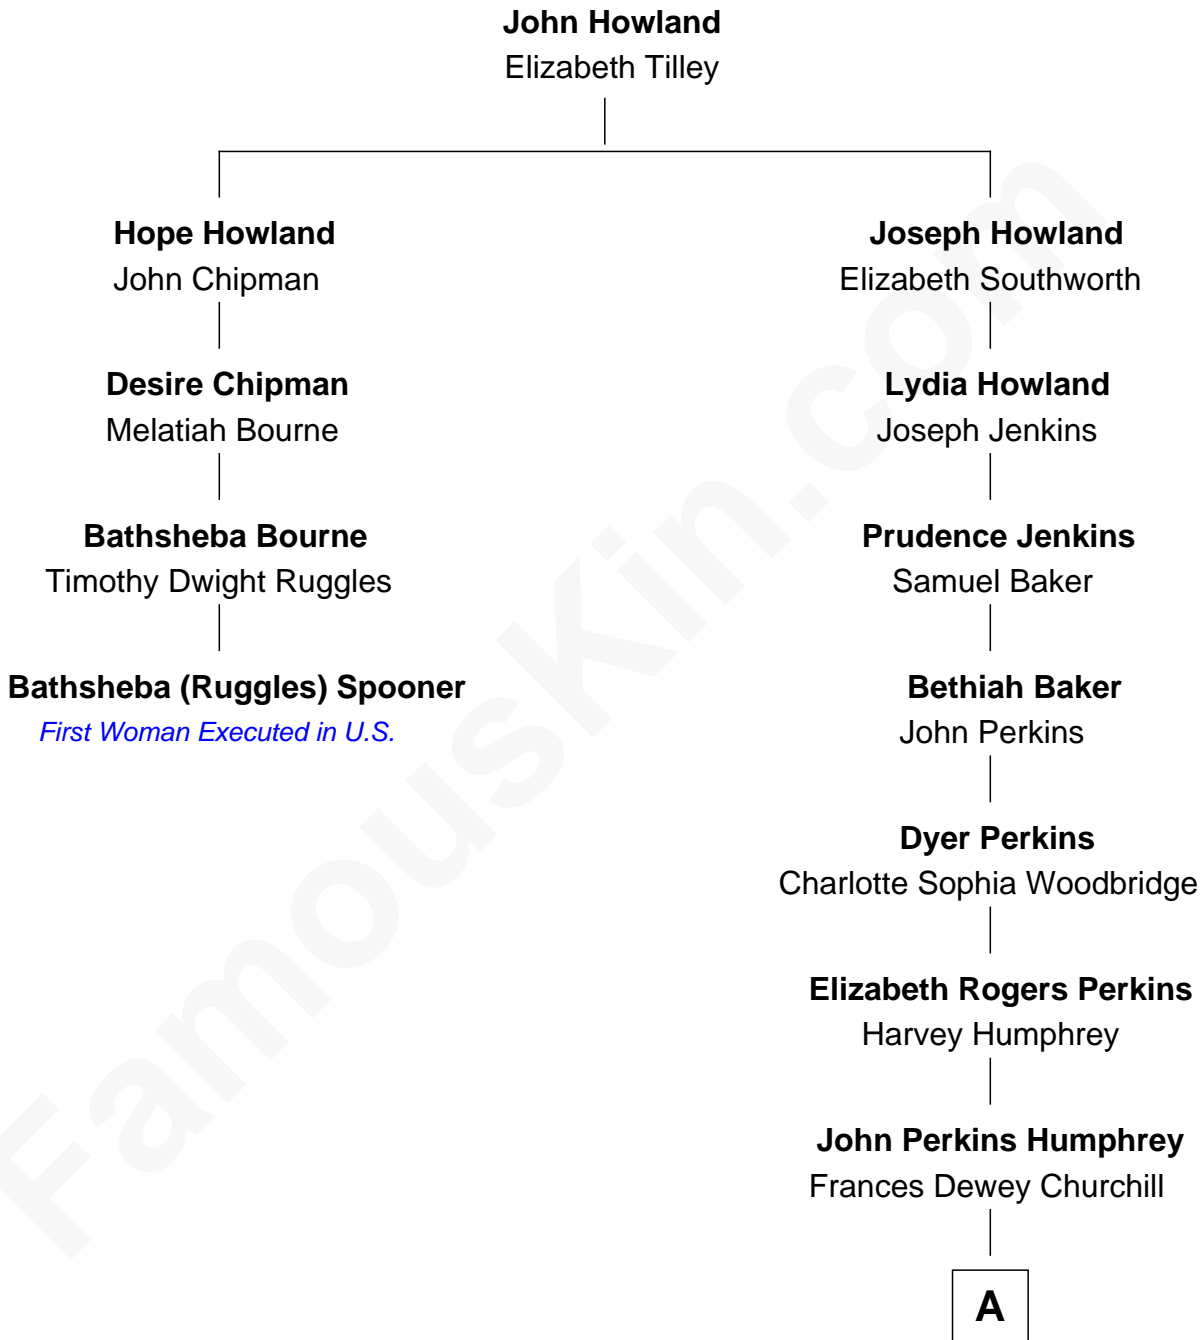 John Howland
Elizabeth Tilley
Hope Howland
John Chipman
Joseph Howland
Elizabeth Southworth
Desire Chipman
Melatiah Bourne
Lydia Howland
Joseph Jenkins
Bathsheba Bourne
Timothy Dwight Ruggles
Prudence Jenkins
Samuel Baker
Bathsheba (Ruggles) Spooner
First Woman Executed in U.S.
Bethiah Baker
John Perkins
Dyer Perkins
Charlotte Sophia Woodbridge
Elizabeth Rogers Perkins
Harvey Humphrey
John Perkins Humphrey
Frances Dewey Churchill
A
FamousKin.com